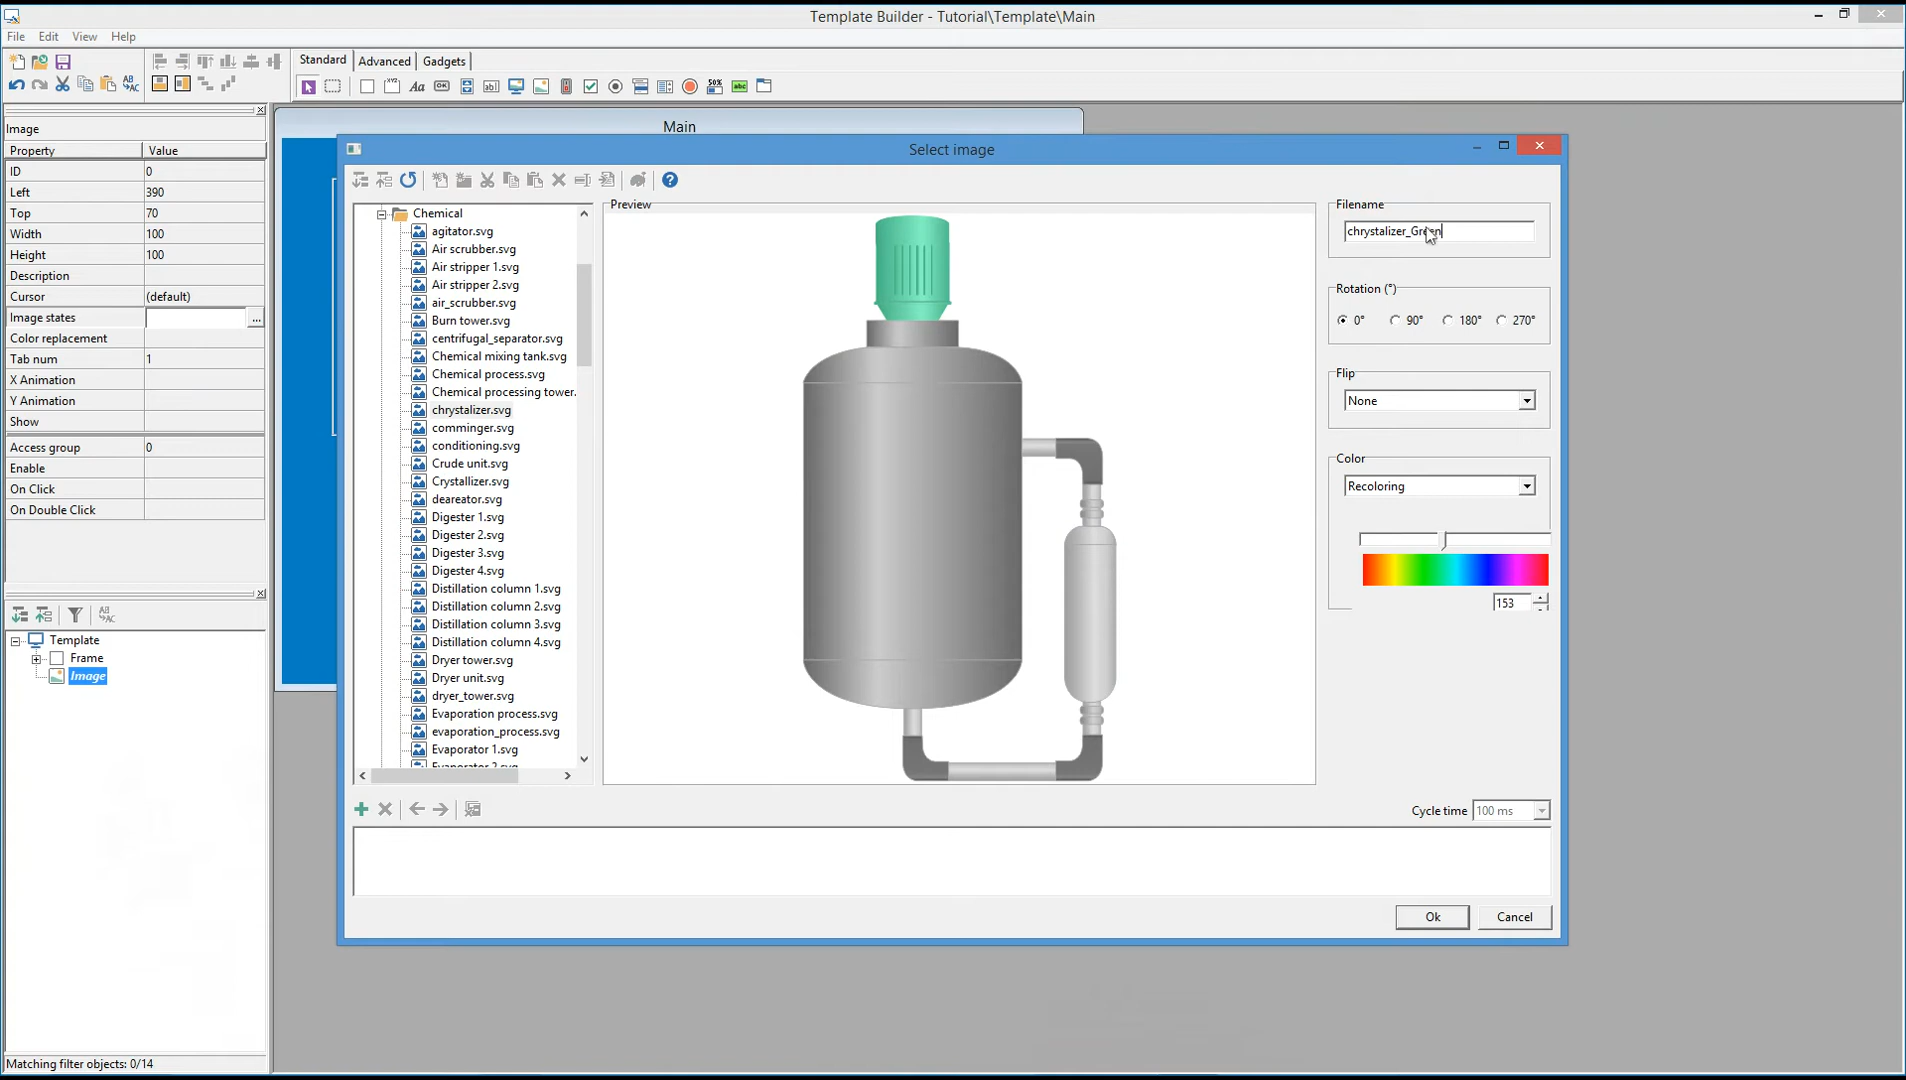 Template Builder - Tutorial\Template\Main
File Edit View Help
Standard Advanced Gadgets
Image
Property Value
ID 0
Left 390
Top 70
Width 100
Height 100
Description
Cursor (default)
Image states ...
Color replacement
Tab num 1
X Animation
Y Animation
Show
Access group 0
Enable
On Click
On Double Click
Template
Frame
Image
Matching filter objects: 0/14
Main
Select image
Chemical
agitator.svg
Air scrubber.svg
Air stripper 1.svg
Air stripper 2.svg
air_scrubber.svg
Burn tower.svg
centrifugal_separator.svg
Chemical mixing tank.svg
Chemical process.svg
Chemical processing tower.
chrystalizer.svg
comminger.svg
conditioning.svg
Crude unit.svg
Crystallizer.svg
deareator.svg
Digester 1.svg
Digester 2.svg
Digester 3.svg
Digester 4.svg
Distillation column 1.svg
Distillation column 2.svg
Distillation column 3.svg
Distillation column 4.svg
Dryer tower.svg
Dryer unit.svg
dryer_tower.svg
Evaporation process.svg
evaporation_process.svg
Evaporator 1.svg
Evaporator 2.svg
Preview
Filename
chrystalizer_Green
Rotation (°)
0° 90° 180° 270°
Flip
None
Color
Recoloring
153
Cycle time 100 ms
Ok Cancel